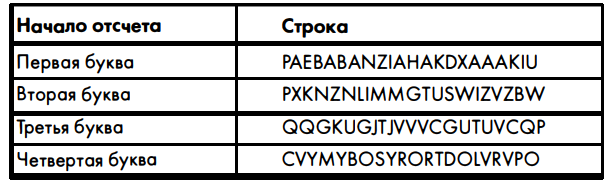 Начало отсчета Строка
Первая буква PAEBABANZIAHAKDXAAAKIU
Вторая буква PXKNZNLIMMGTUSWIZVZBW
Третья буква QQGKUGJTJVVVCGUTUVCQP
Четвертая буква CVYMYBOSYRORTDOLVRVPO